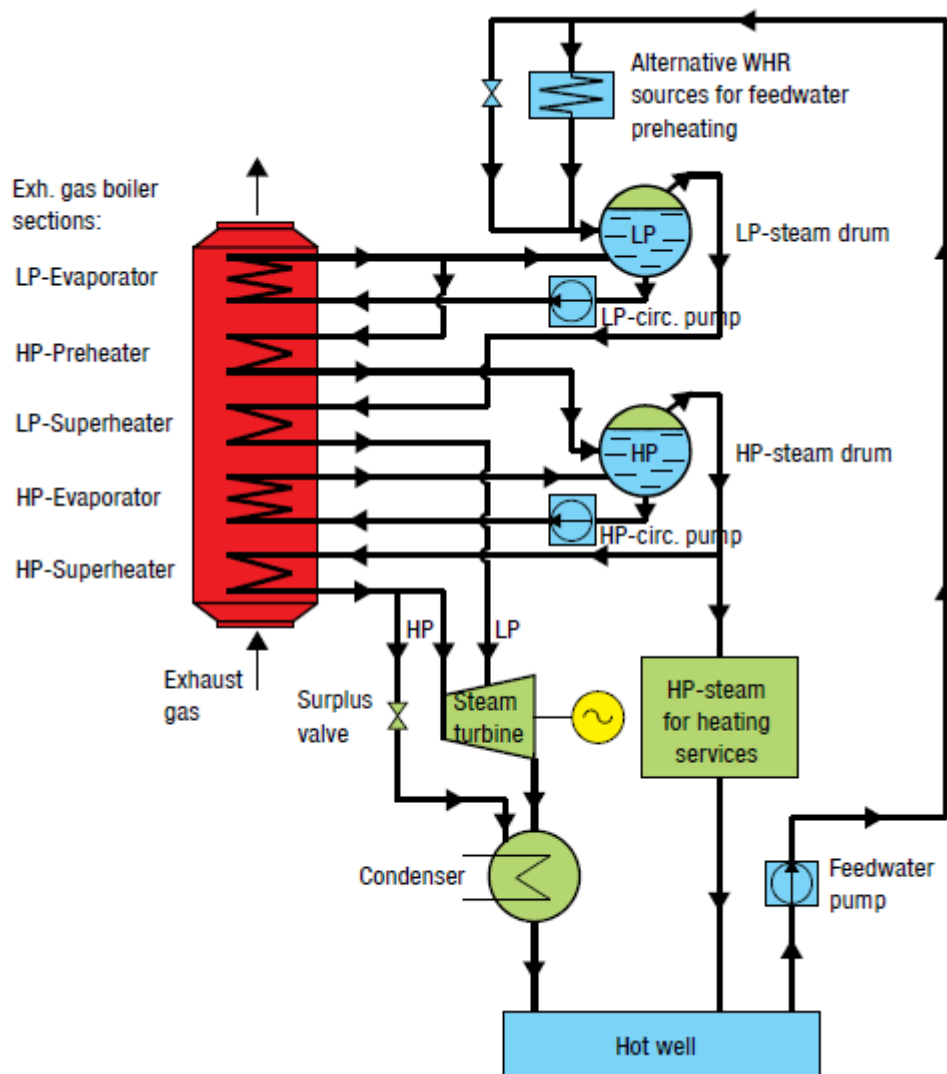 Alternative WHR
sources for feedwater
preheating
Exh. gas boiler
sections:
LP
LP-steam drum
LP-Evaporator
LP-circ. pump
HP-Preheater
LP-Superheater
HP
HP-steam drum
HP-Evaporator
HP-circ. pump
HP-Superheater
HP
LP
Exhaust
gas
Surplus
valve
Steam
turbine
HP-steam
for heating
services
Condenser
Feedwater
pump
Hot well